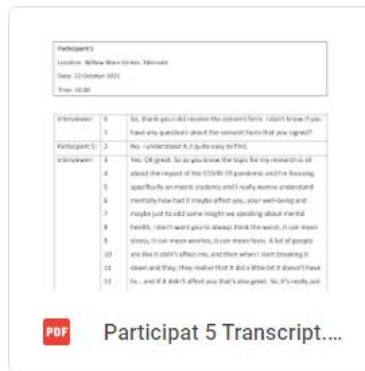 Participant 5
Location: Willow Worx Center, Edenvale
Date: 22 October 2021
Time: 10:00
Interviewer: 0 So, thank you I did receive the consent form. I don't know if you
1 have any questions about the consent form that you signed?
Participant 5: 2 No. I understood it, it quite easy to find.
Interviewer: 3 Yes. Ok great. So as you know the topic for my research is all
4 about the impact of the COVID-19 pandemic and I'm focusing
5 specifically on matric students and I really wanna understand
6 mentally how had it maybe affect you, your well-being and
7 maybe just to add some insight we speaking about mental
8 health, I don't want you to always think the worst, it can mean
9 stress, it can mean worries, it can mean fears. A lot of people
10 are like it didn't affect me, and then when I start breaking it
11 down and they, they realise that it did a little bit it doesn't have
12 to... and if it didn't affect you that's also great. So, it's really just
PDF Participat 5 Transcript....